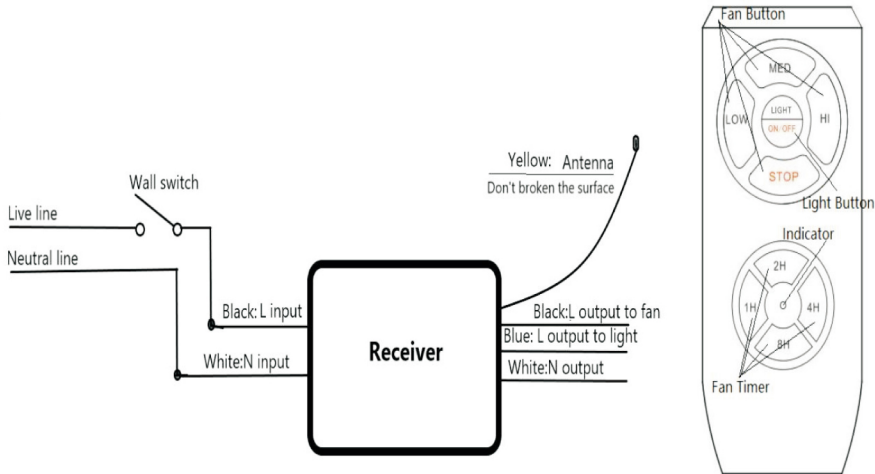 Wall switch
Live line
Neutral line
Black: L input
White:N input
Receiver
Yellow: Antenna
Don't broken the surface
Black:L output to fan
Blue: L output to light
White:N output
Fan Button
MED
LOW
LIGHT
ON/OFF
HI
STOP
Light Button
Indicator
2H
1H
4H
8H
Fan Timer